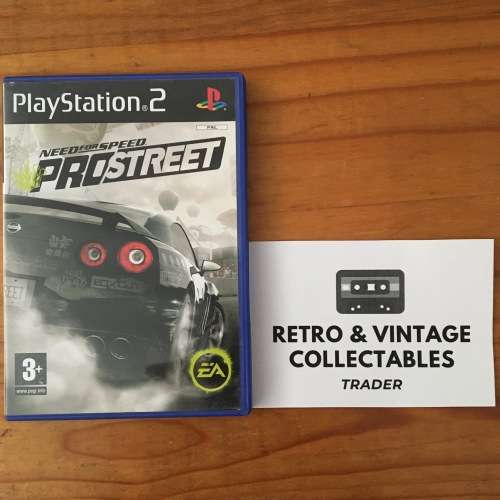 PlayStation®2
PAL
NEED FOR SPEED
PROSTREET
3+
www.pegi.info
EA
RETRO & VINTAGE
COLLECTABLES
TRADER